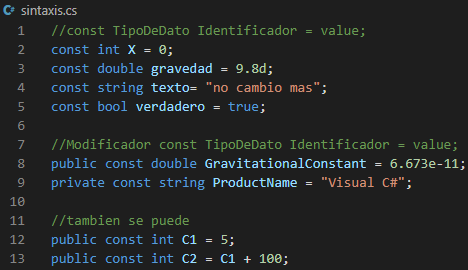 sintaxis.cs
1 //const TipoDeDato Identificador = value;
2 const int X = 0;
3 const double gravedad = 9.8d;
4 const string texto= "no cambio mas";
5 const bool verdadero = true;
6
7 //Modificador const TipoDeDato Identificador = value;
8 public const double GravitationalConstant = 6.673e-11;
9 private const string ProductName = "Visual C#";
10
11 //tambien se puede
12 public const int C1 = 5;
13 public const int C2 = C1 + 100;